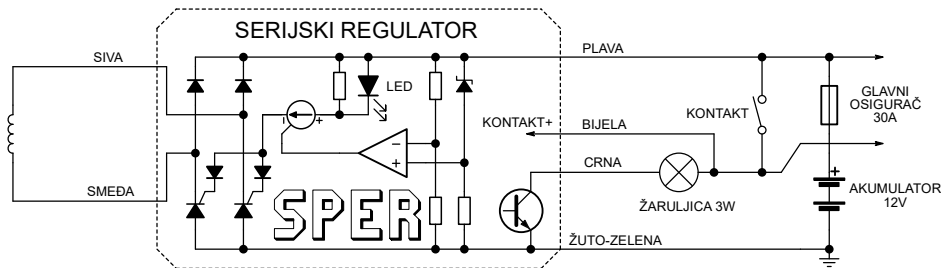 SERIJSKI REGULATOR
SIVA
PLAVA
LED
GLAVNI
OSIGURAČ
30A
KONTAKT
KONTAKT+
BIJELA
- +
-
+
CRNA
SMEĐA
SPER
ŽARULJICA 3W
+
AKUMULATOR
12V
ŽUTO-ZELENA